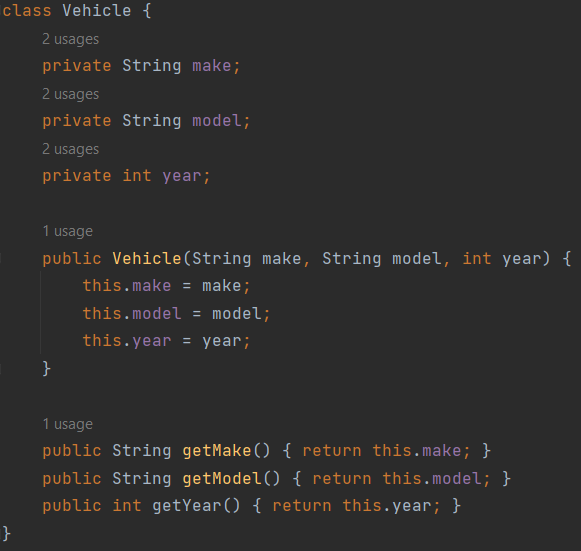 class Vehicle {
2 usages
private String make;
2 usages
private String model;
2 usages
private int year;
1 usage
public Vehicle(String make, String model, int year) {
this.make = make;
this.model = model;
this.year = year;
}
1 usage
public String getMake() { return this.make; }
public String getModel() { return this.model; }
public int getYear() { return this.year; }
}